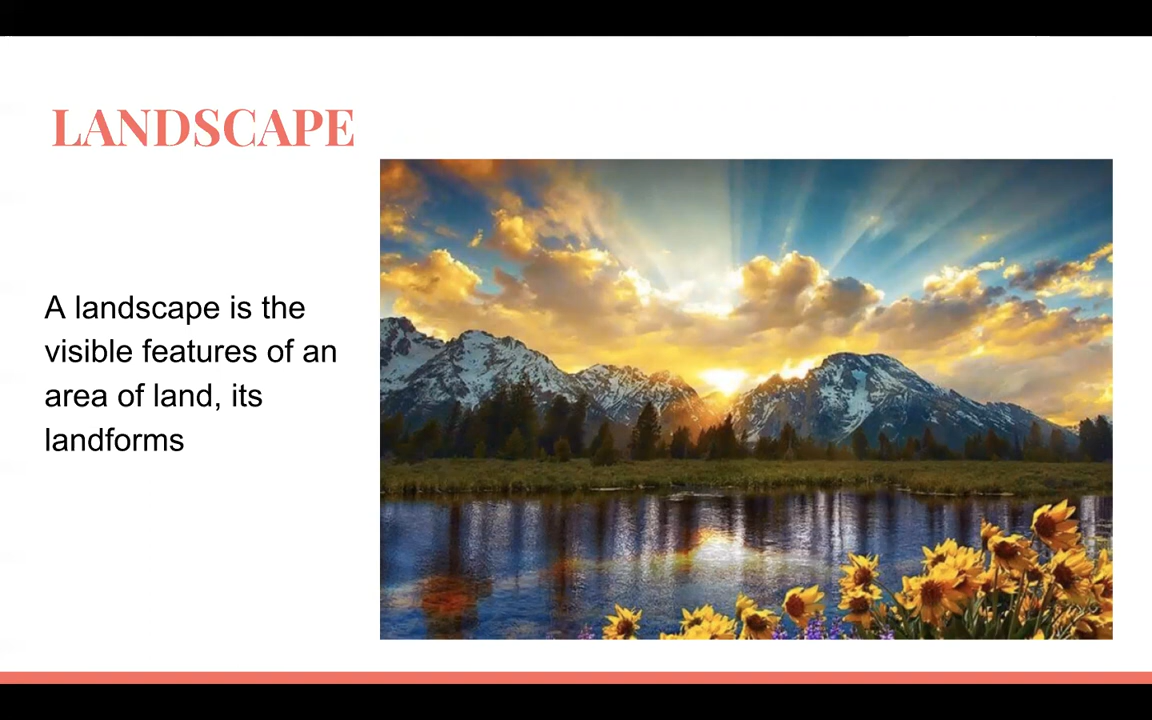 LANDSCAPE
A landscape is the
visible features of an
area of land, its
landforms